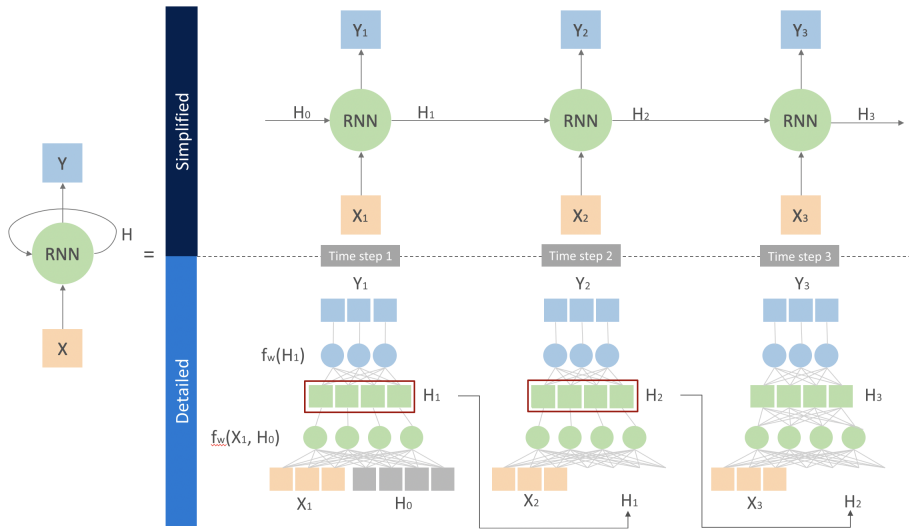 Y
H
RNN
=
X
Simplified
Detailed
Y₁
Y₂
Y₃
H₀
RNN
H₁
RNN
H₂
RNN
H₃
X₁
X₂
X₃
Time step 1
Time step 2
Time step 3
Y₁
Y₂
Y₃
fw(H₁)
H₁
H₂
H₃
fw(X₁, H₀)
X₁
H₀
X₂
H₁
X₃
H₂